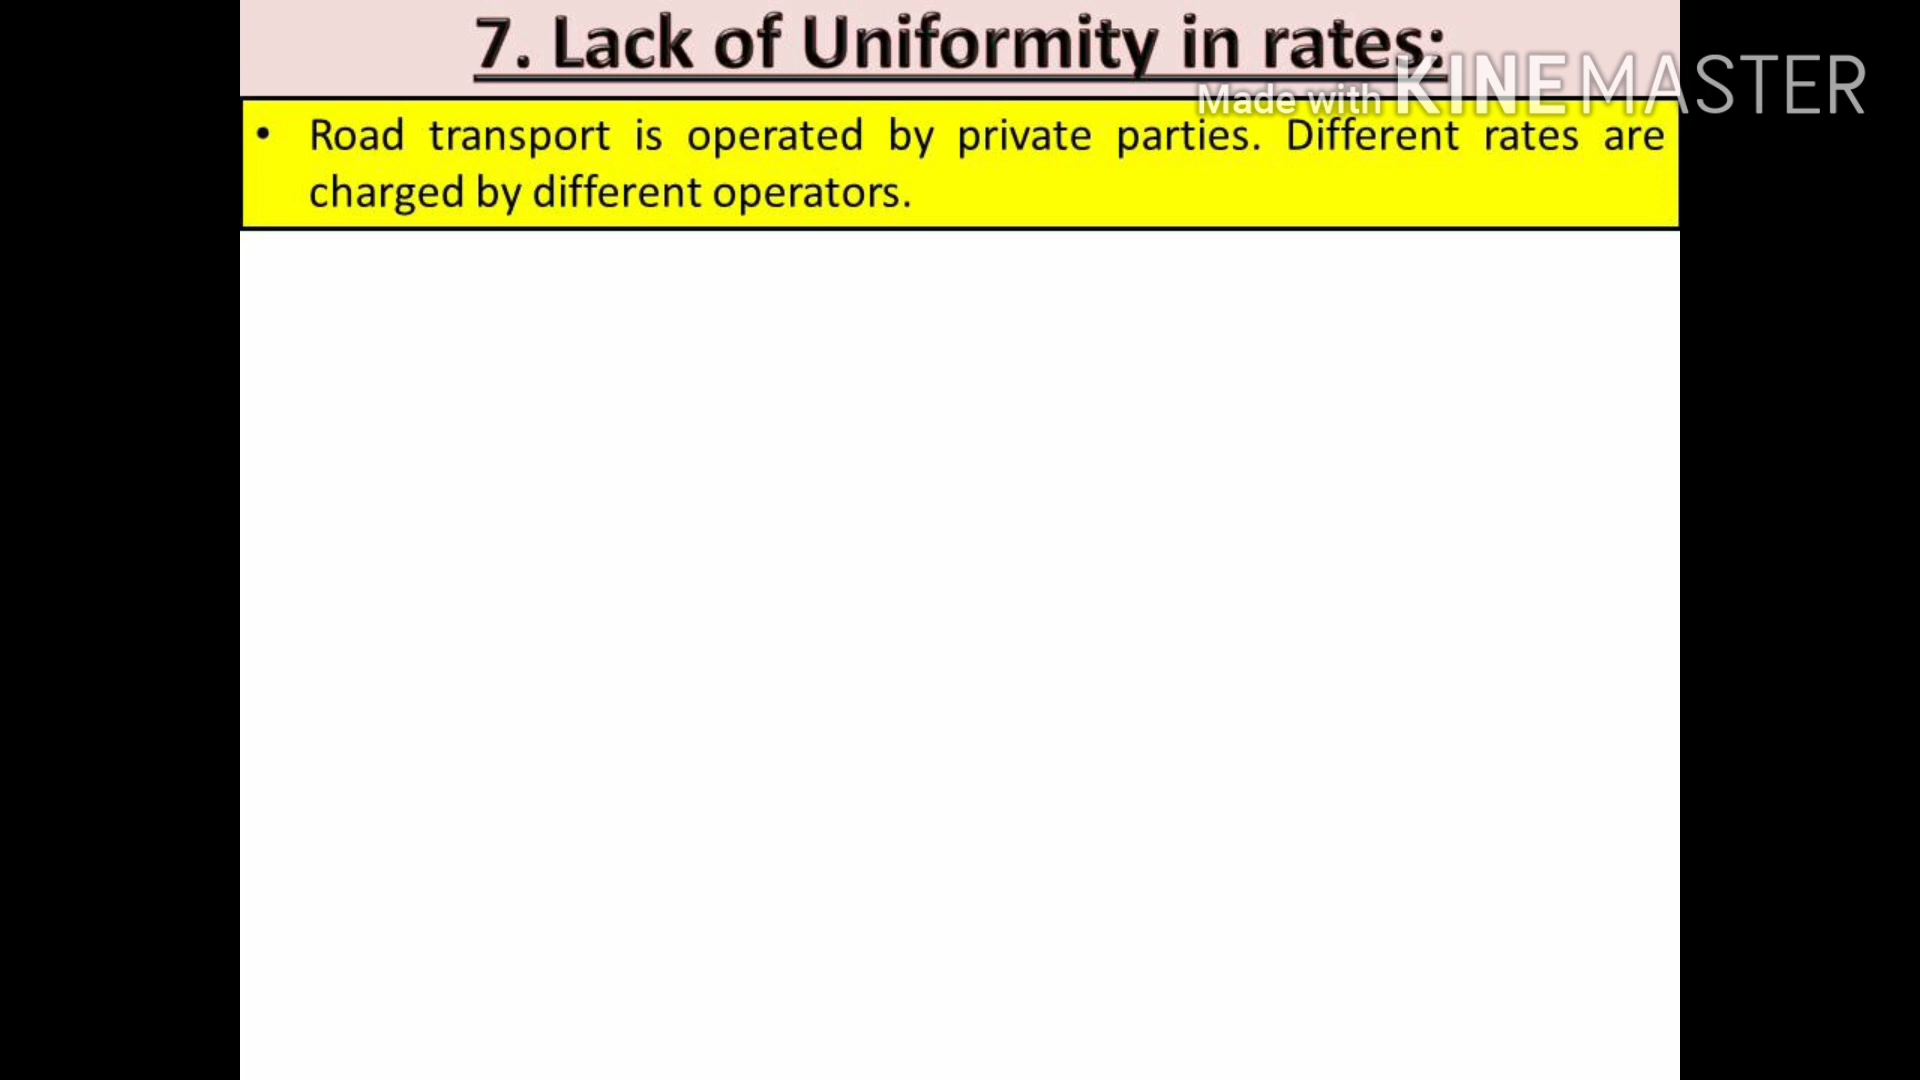 7. Lack of Uniformity in rates:
Made with KINEMASTER
• Road transport is operated by private parties. Different rates are
charged by different operators.